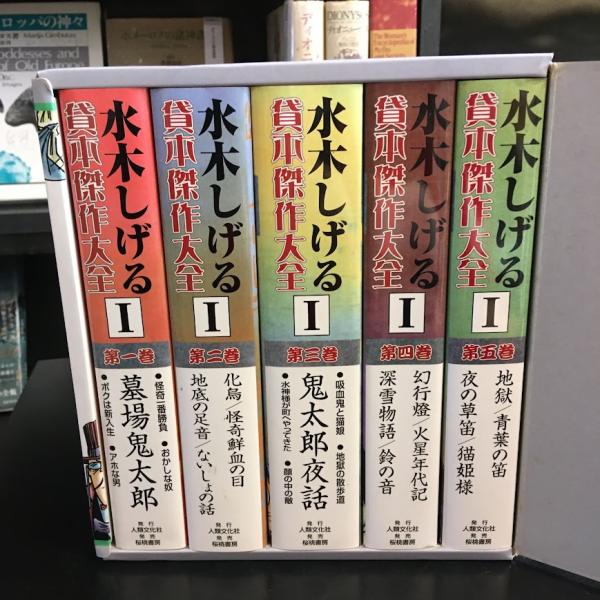 ロッパの神々
Marija Gimbutas
oddesses and
of Old Europe
ディオニ
DIONYS
水木しげる
貸本傑作大全
I
第一巻
墓場鬼太郎
●怪奇一番勝負
●おかしな奴
●ボクは新入生
●アホな男
水木しげる
貸本傑作大全
I
第二巻
化烏/怪奇鮮血の目
地底の足音/ないしょの話
発行
人類文化社
発売
桜桃書房
水木しげる
貸本傑作大全
I
第三巻
●吸血鬼と猫娘
●地獄の散歩道
鬼太郎夜話
●水神様が町へやってきた
●顔の中の敵
発行
人類文化社
発売
桜桃書房
水木しげる
貸本傑作大全
I
第四巻
幻行燈/火星年代記
深雪物語/鈴の音
発行
人類文化社
発売
桜桃書房
水木しげる
貸本傑作大全
I
第五巻
地獄/青葉の笛
夜の草笛/猫姫様
発行
人類文化社
発売
桜桃書房
発行
人類文化社
発売
桜桃書房